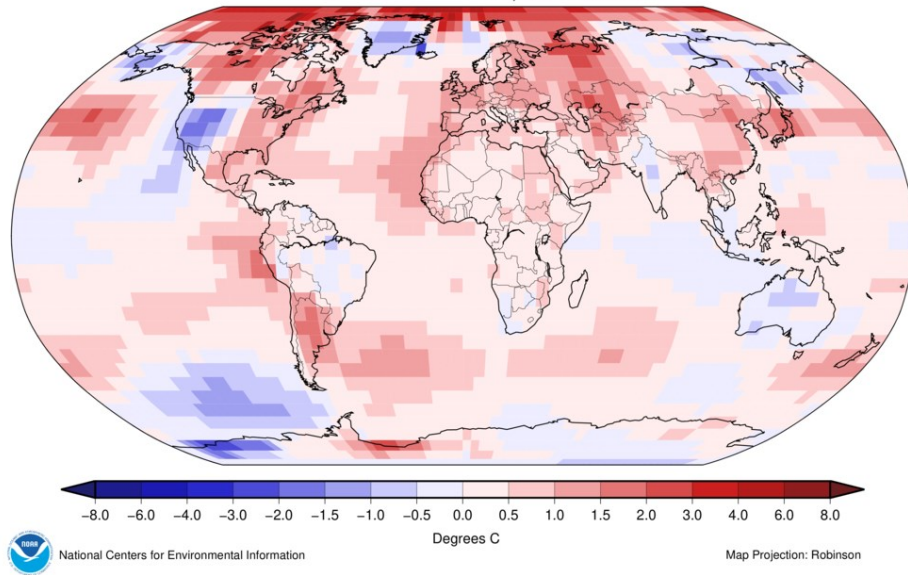 −8.0 −6.0 −4.0 −3.0 −2.0 −1.5 −1.0 −0.5 0.0 0.5 1.0 1.5 2.0 3.0 4.0 6.0 8.0
Degrees C
NOAA
National Centers for Environmental Information
Map Projection: Robinson